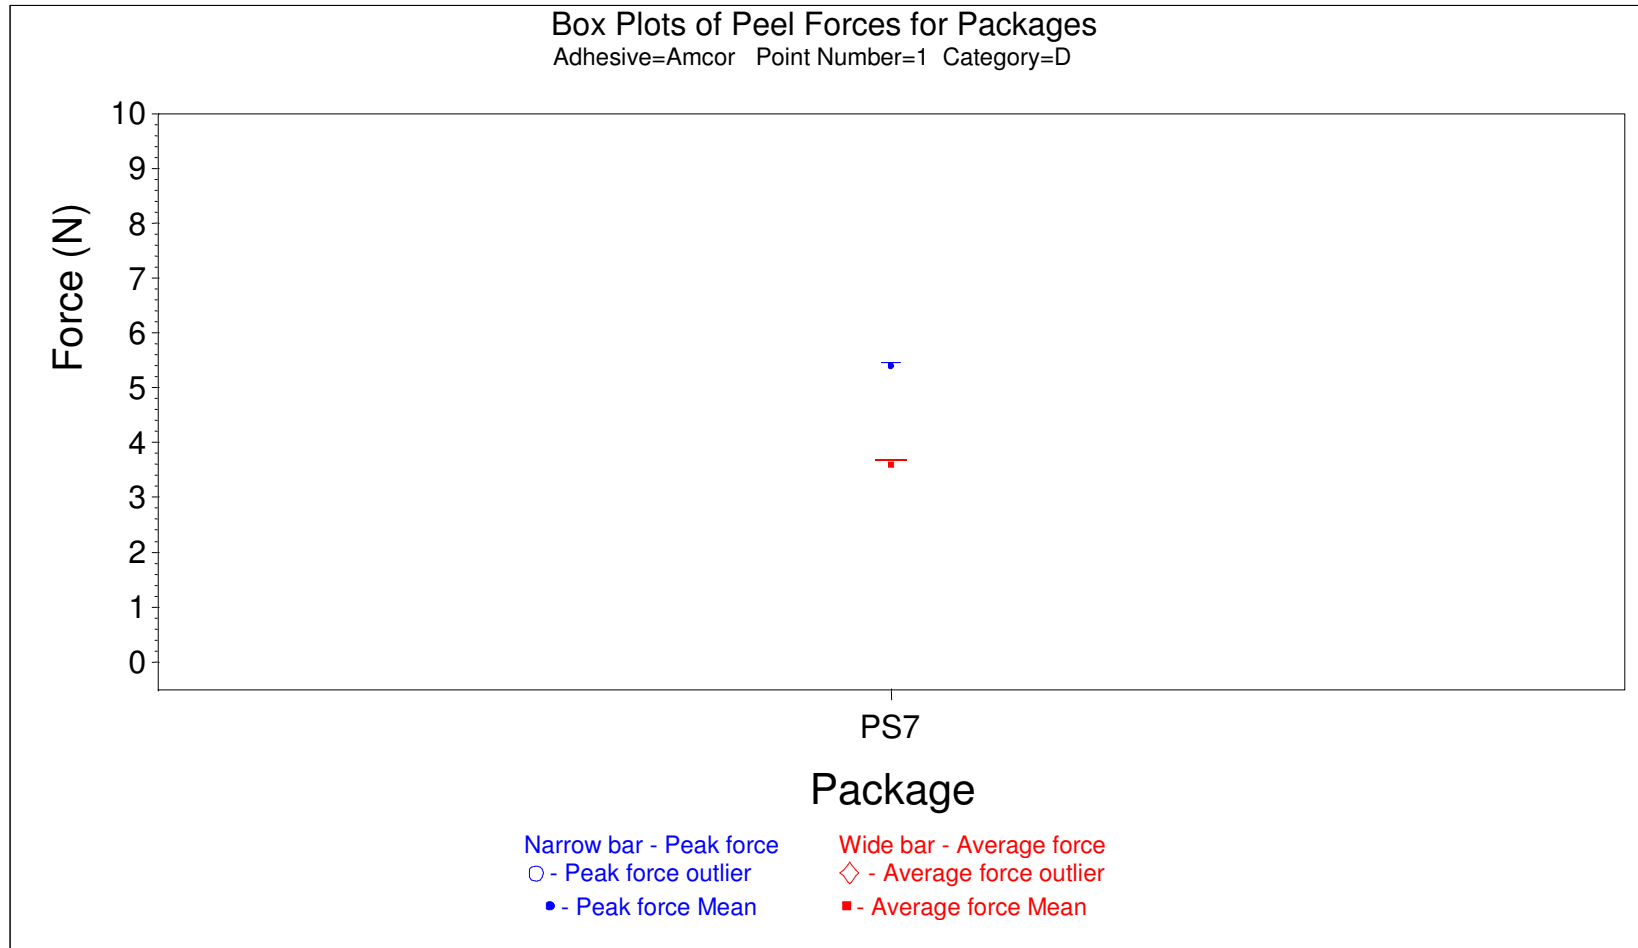 Box Plots of Peel Forces for Packages
Adhesive=Amcor Point Number=1 Category=D
Force (N)
10
9
8
7
6
5
4
3
2
1
0
PS7
Package
Narrow bar - Peak force Wide bar - Average force
- Peak force outlier - Average force outlier
- Peak force Mean - Average force Mean